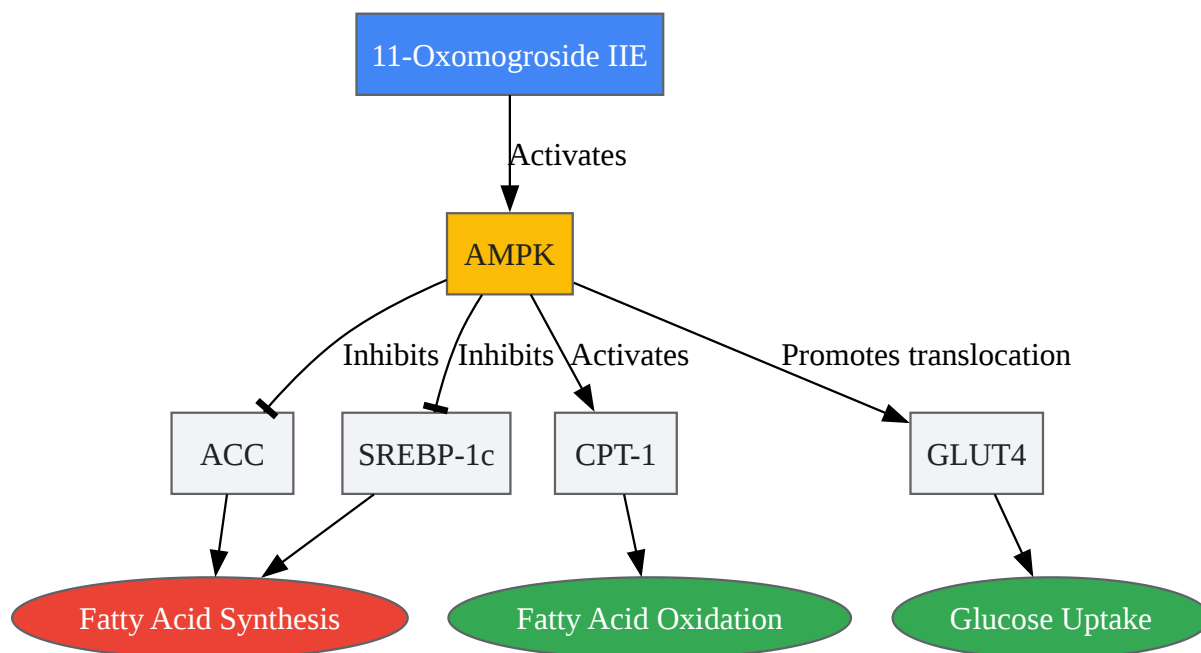 11-Oxomogroside IIE
Activates
AMPK
Inhibits
Inhibits
Activates
Promotes translocation
ACC
SREBP-1c
CPT-1
GLUT4
Fatty Acid Synthesis
Fatty Acid Oxidation
Glucose Uptake